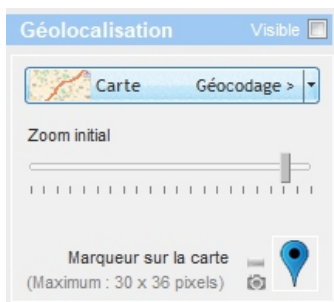 Géolocalisation Visible
Carte Géocodage >
Zoom initial
Marqueur sur la carte
(Maximum : 30 x 36 pixels)